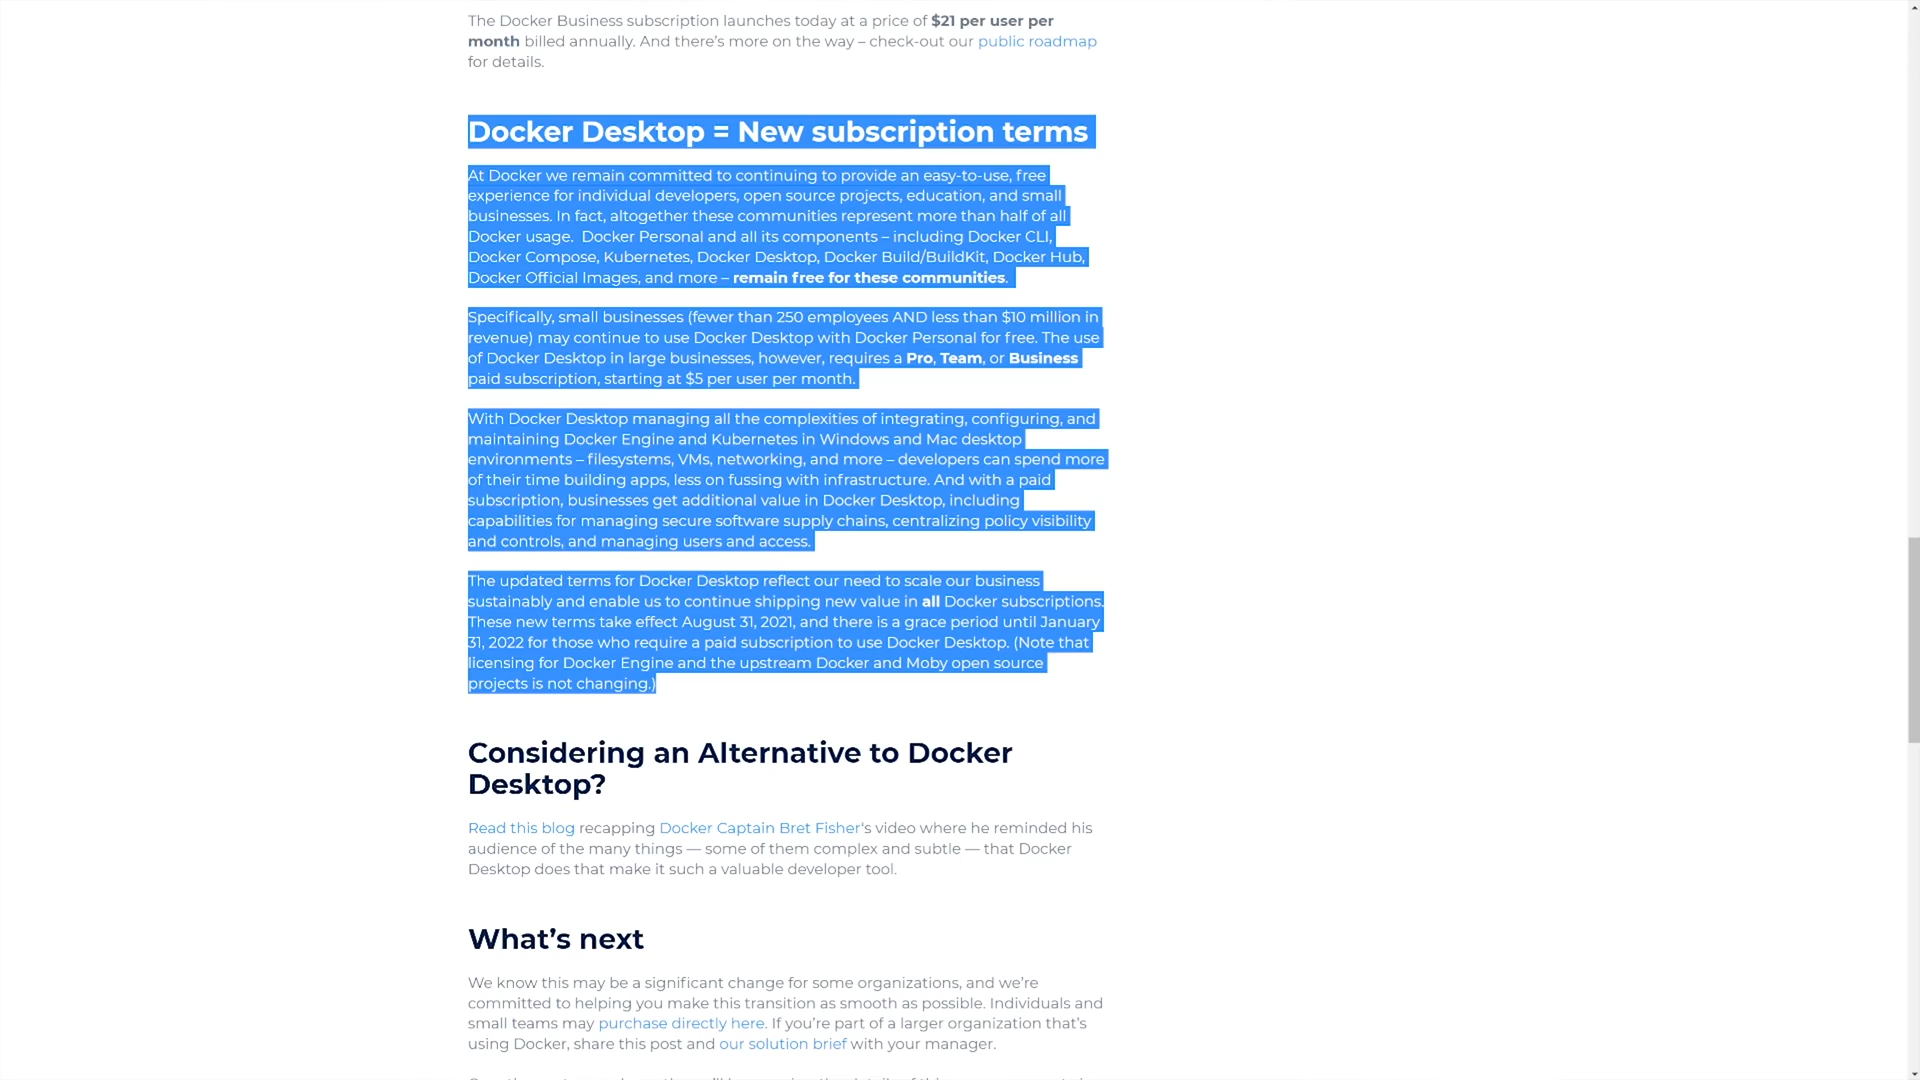 The Docker Business subscription launches today at a price of $21 per user per
month billed annually. And there’s more on the way – check-out our public roadmap
for details.
Docker Desktop = New subscription terms
At Docker we remain committed to continuing to provide an easy-to-use, free
experience for individual developers, open source projects, education, and small
businesses. In fact, altogether these communities represent more than half of all
Docker usage.  Docker Personal and all its components – including Docker CLI,
Docker Compose, Kubernetes, Docker Desktop, Docker Build/BuildKit, Docker Hub,
Docker Official Images, and more – remain free for these communities.
Specifically, small businesses (fewer than 250 employees AND less than $10 million in
revenue) may continue to use Docker Desktop with Docker Personal for free. The use
of Docker Desktop in large businesses, however, requires a Pro, Team, or Business
paid subscription, starting at $5 per user per month.
With Docker Desktop managing all the complexities of integrating, configuring, and
maintaining Docker Engine and Kubernetes in Windows and Mac desktop
environments – filesystems, VMs, networking, and more – developers can spend more
of their time building apps, less on fussing with infrastructure. And with a paid
subscription, businesses get additional value in Docker Desktop, including
capabilities for managing secure software supply chains, centralizing policy visibility
and controls, and managing users and access.
The updated terms for Docker Desktop reflect our need to scale our business
sustainably and enable us to continue shipping new value in all Docker subscriptions.
These new terms take effect August 31, 2021, and there is a grace period until January
31, 2022 for those who require a paid subscription to use Docker Desktop. (Note that
licensing for Docker Engine and the upstream Docker and Moby open source
projects is not changing.)
Considering an Alternative to Docker
Desktop?
Read this blog recapping Docker Captain Bret Fisher‘s video where he reminded his
audience of the many things — some of them complex and subtle — that Docker
Desktop does that make it such a valuable developer tool.
What’s next
We know this may be a significant change for some organizations, and we’re
committed to helping you make this transition as smooth as possible. Individuals and
small teams may purchase directly here. If you’re part of a larger organization that’s
using Docker, share this post and our solution brief with your manager.